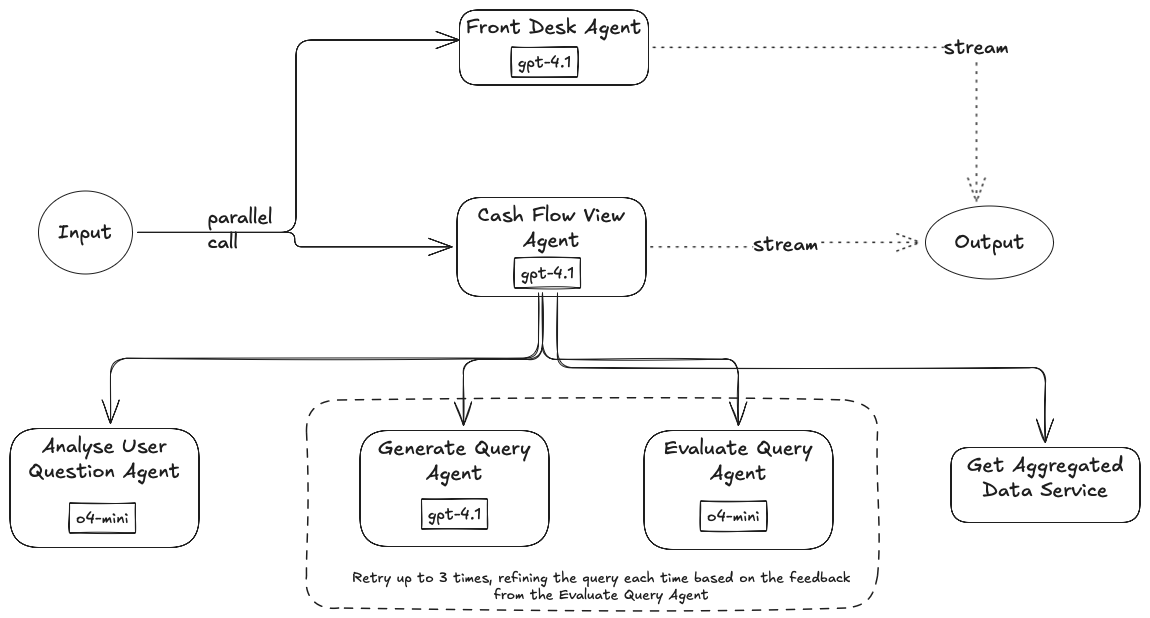 Front Desk Agent
gpt-4.1
stream
parallel
call
Input
Cash Flow View
Agent
gpt-4.1
stream
Output
Analyse User
Question Agent
o4-mini
Generate Query
Agent
gpt-4.1
Evaluate Query
Agent
o4-mini
Get Aggregated
Data Service
Retry up to 3 times, refining the query each time based on the feedback
from the Evaluate Query Agent